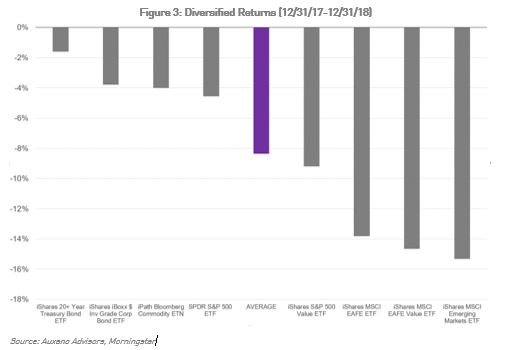 Figure 3: Diversified Returns (12/31/17-12/31/18)
0%
-2%
-4%
-6%
-8%
-10%
-12%
-14%
-16%
-18%
iShares 20+ Year
Treasury Bond
ETF
iShares iBoxx $
Inv Grade Corp
Bond ETF
iPath Bloomberg
Commodity ETN
SPDR S&P 500
ETF
AVERAGE
iShares S&P 500
Value ETF
iShares MSCI
EAFE ETF
iShares MSCI
EAFE Value ETF
iShares MSCI
Emerging
Markets ETF
Source: Auxano Advisors, Morningstar